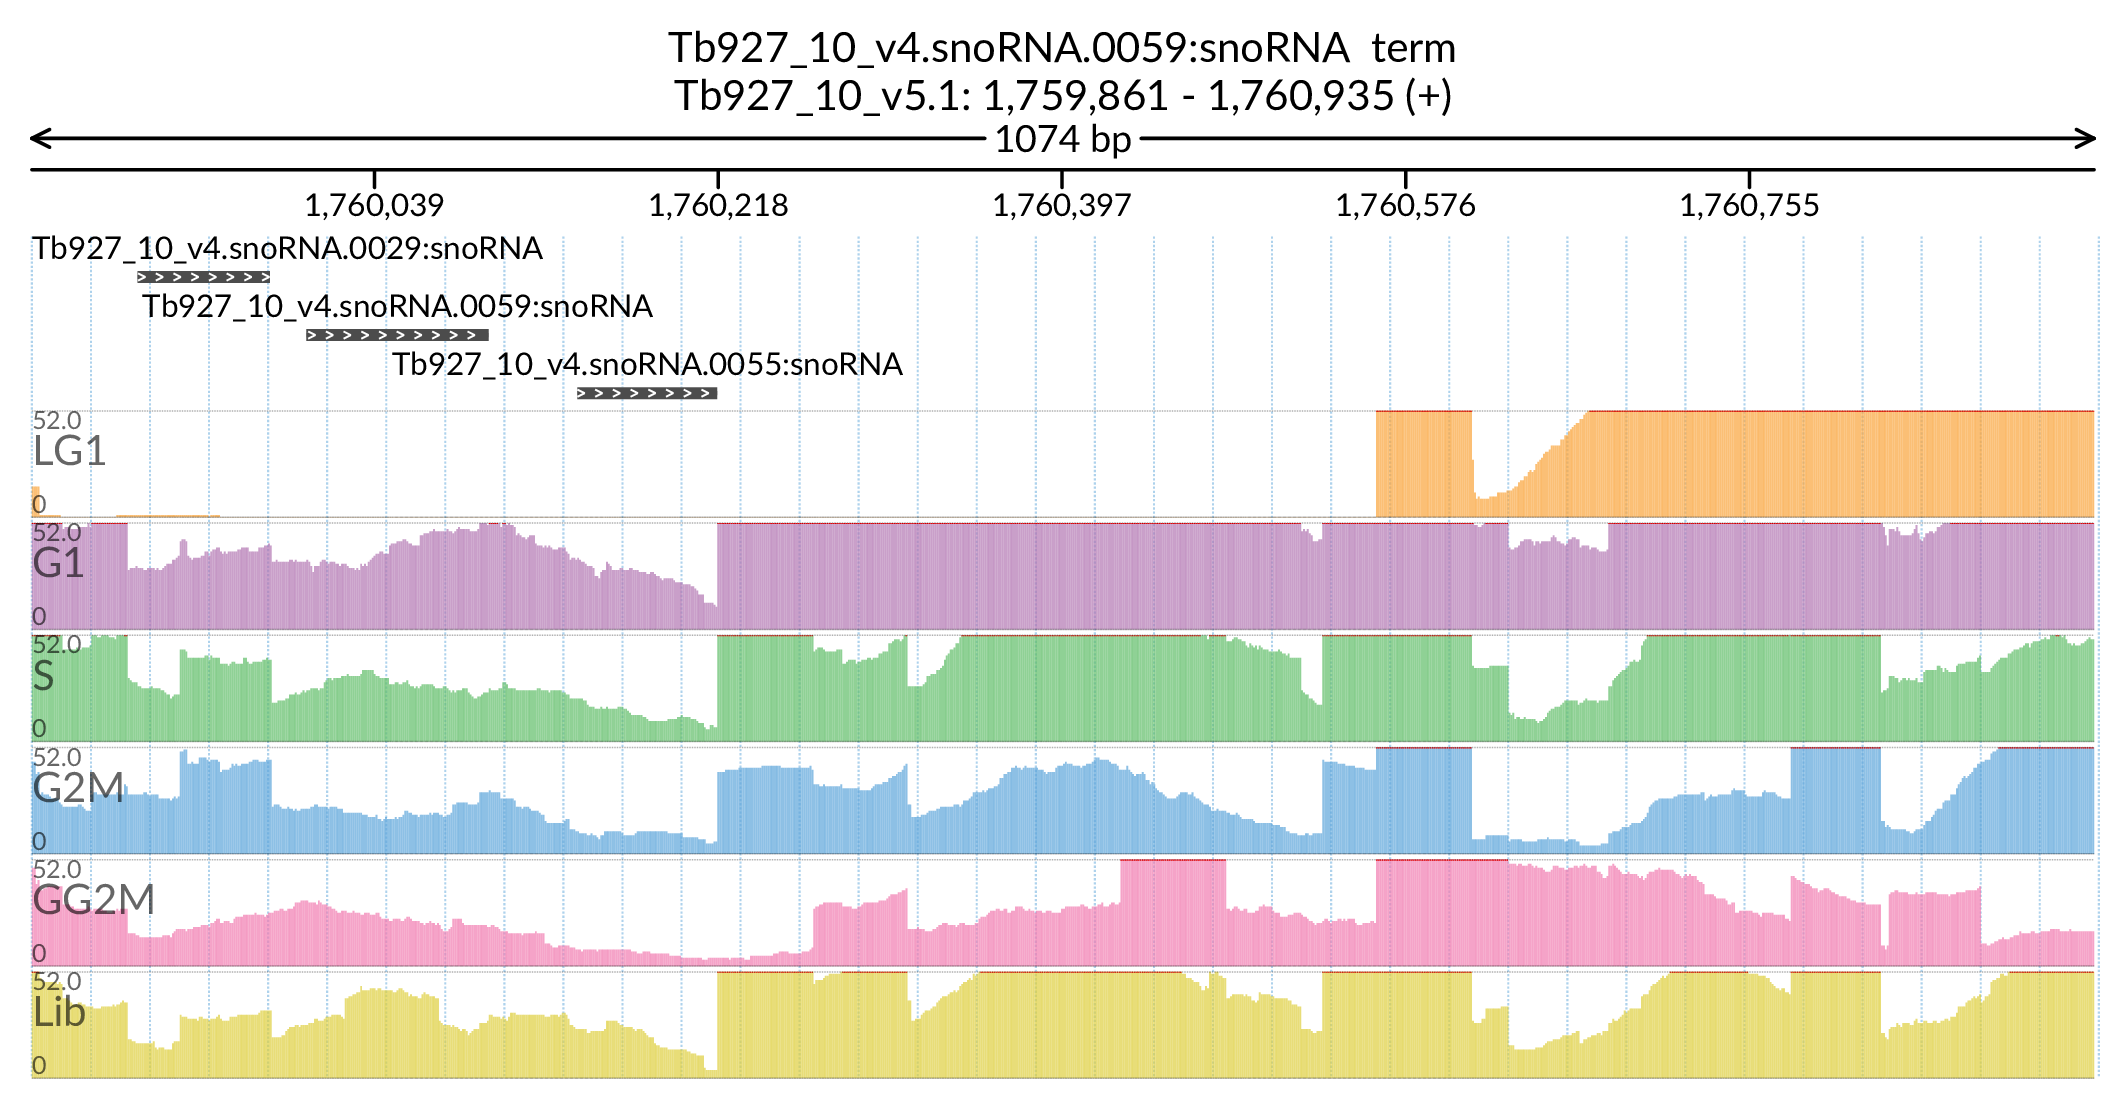 Tb927_10_v4.snoRNA.0059:snoRNA term
Tb927_10_v5.1: 1,759,861 - 1,760,935 (+)
1074 bp
1,760,039 1,760,218 1,760,397 1,760,576 1,760,755
Tb927_10_v4.snoRNA.0029:snoRNA
Tb927_10_v4.snoRNA.0059:snoRNA
Tb927_10_v4.snoRNA.0055:snoRNA
52.0
LG1
0
52.0
G1
0
52.0
S
0
52.0
G2M
0
52.0
GG2M
0
52.0
Lib
0